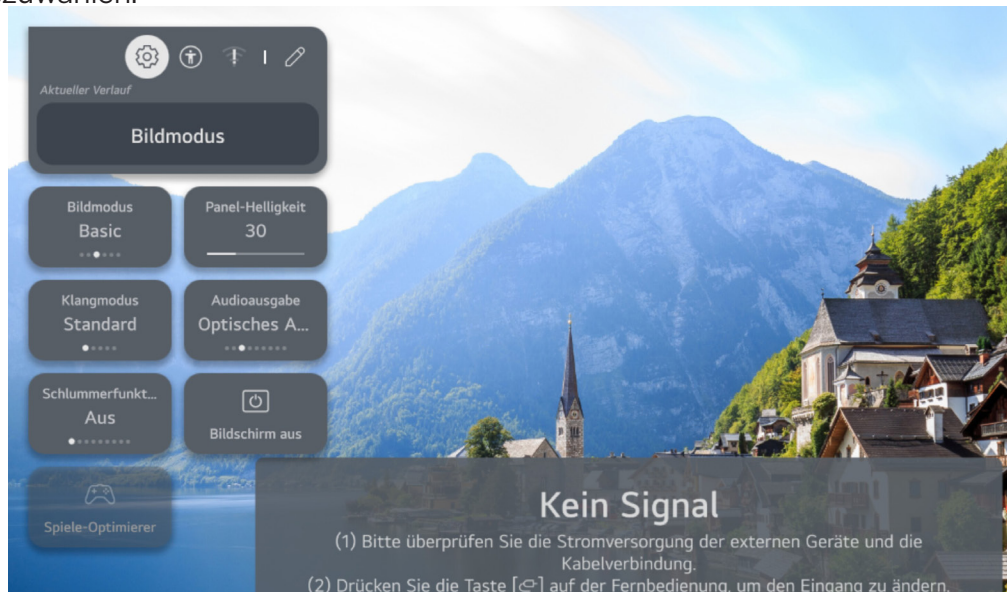 Aktueller Verlauf
Bildmodus
Bildmodus
Basic
Panel-Helligkeit
30
Klangmodus
Standard
Audioausgabe
Optisches A...
Schlummerfunkt...
Aus
Bildschirm aus
Spiele-Optimierer
Kein Signal
(1) Bitte überprüfen Sie die Stromversorgung der externen Geräte und die
Kabelverbindung.
(2) Drücken Sie die Taste [] auf der Fernbedienung, um den Eingang zu ändern.